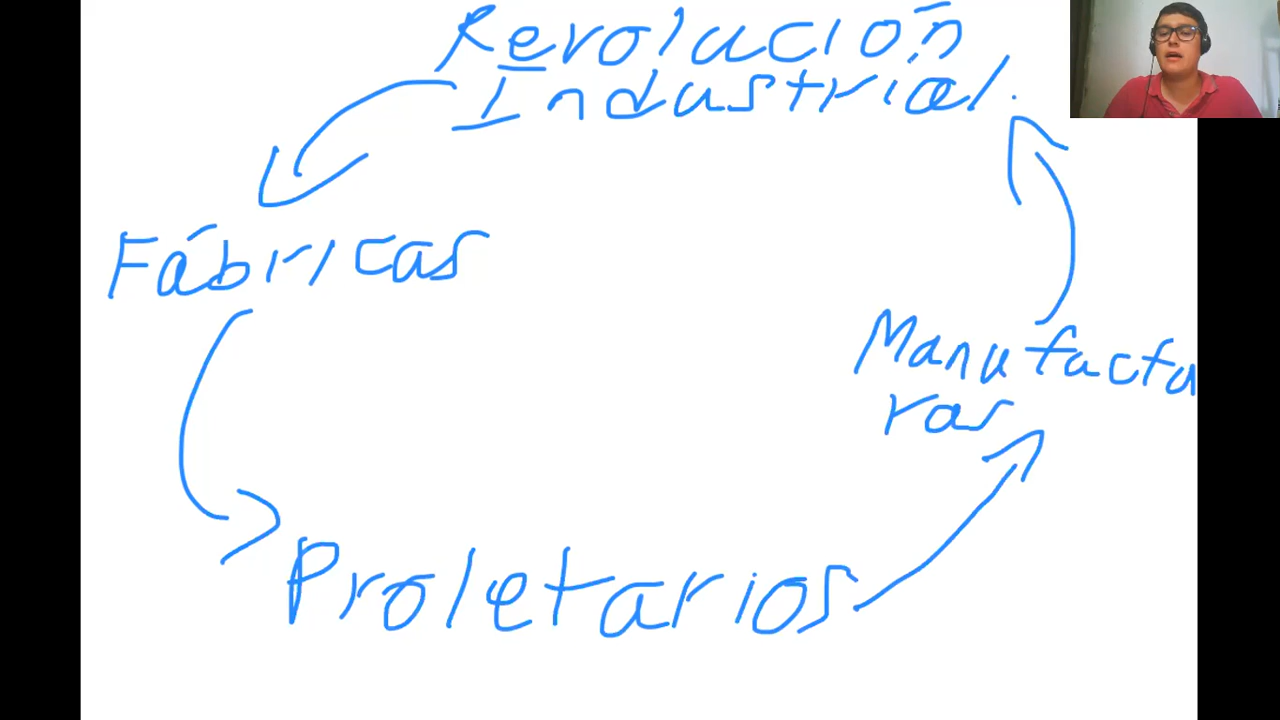 Revolución
Industrial.
Fábricas
Manufactu
ras
Proletarios